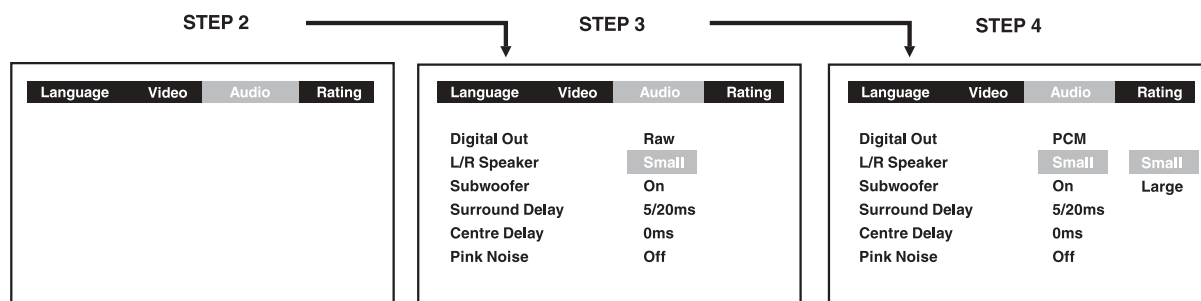 STEP 2
STEP 3
STEP 4
Language Video Audio Rating
Language Video Audio Rating
Digital Out Raw
L/R Speaker Small
Subwoofer On
Surround Delay 5/20ms
Centre Delay 0ms
Pink Noise Off
Language Video Audio Rating
Digital Out PCM
L/R Speaker Small Small
Subwoofer On Large
Surround Delay 5/20ms
Centre Delay 0ms
Pink Noise Off